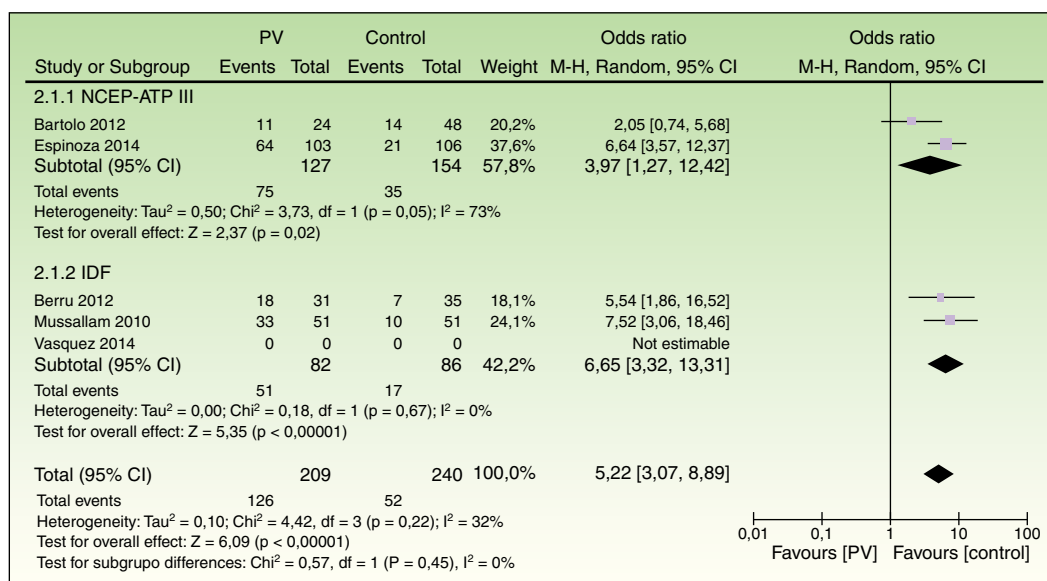 PV Control Odds ratio Odds ratio
Study or Subgroup Events Total Events Total Weight M-H, Random, 95% CI M-H, Random, 95% CI
2.1.1 NCEP-ATP III
Bartolo 2012 11 24 14 48 20,2% 2,05 [0,74, 5,68]
Espinoza 2014 64 103 21 106 37,6% 6,64 [3,57, 12,37]
Subtotal (95% CI) 127 154 57,8% 3,97 [1,27, 12,42]
Total events 75 35
Heterogeneity: Tau² = 0,50; Chi² = 3,73, df = 1 (p = 0,05); I² = 73%
Test for overall effect: Z = 2,37 (p = 0,02)
2.1.2 IDF
Berru 2012 18 31 7 35 18,1% 5,54 [1,86, 16,52]
Mussallam 2010 33 51 10 51 24,1% 7,52 [3,06, 18,46]
Vasquez 2014 0 0 0 0 Not estimable
Subtotal (95% CI) 82 86 42,2% 6,65 [3,32, 13,31]
Total events 51 17
Heterogeneity: Tau² = 0,00; Chi² = 0,18, df = 1 (p = 0,67); I² = 0%
Test for overall effect: Z = 5,35 (p < 0,00001)
Total (95% CI) 209 240 100,0% 5,22 [3,07, 8,89]
Total events 126 52
Heterogeneity: Tau² = 0,10; Chi² = 4,42, df = 3 (p = 0,22); I² = 32%
Test for overall effect: Z = 6,09 (p < 0,00001)
Test for subgrupo differences: Chi² = 0,57, df = 1 (P = 0,45), I² = 0%
0,01 0,1 1 10 100
Favours [PV] Favours [control]